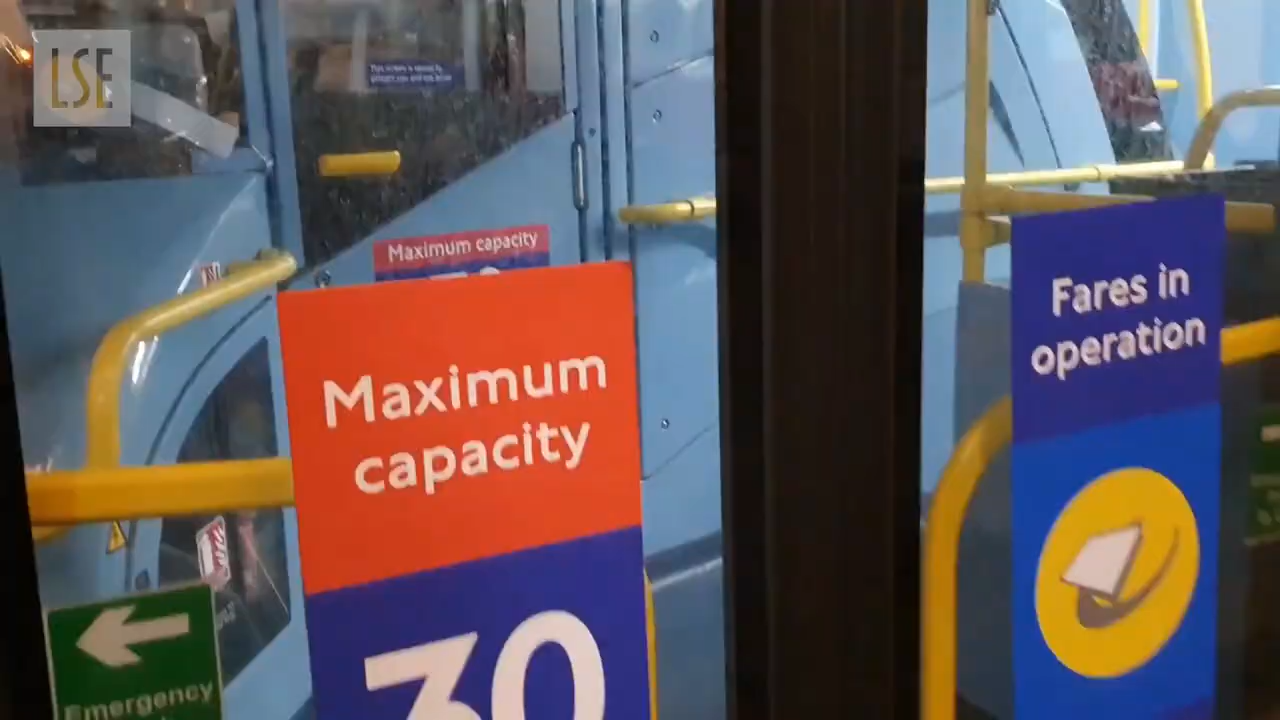 LSE
Maximum capacity
Maximum
capacity
30
Fares in
operation
Emergency